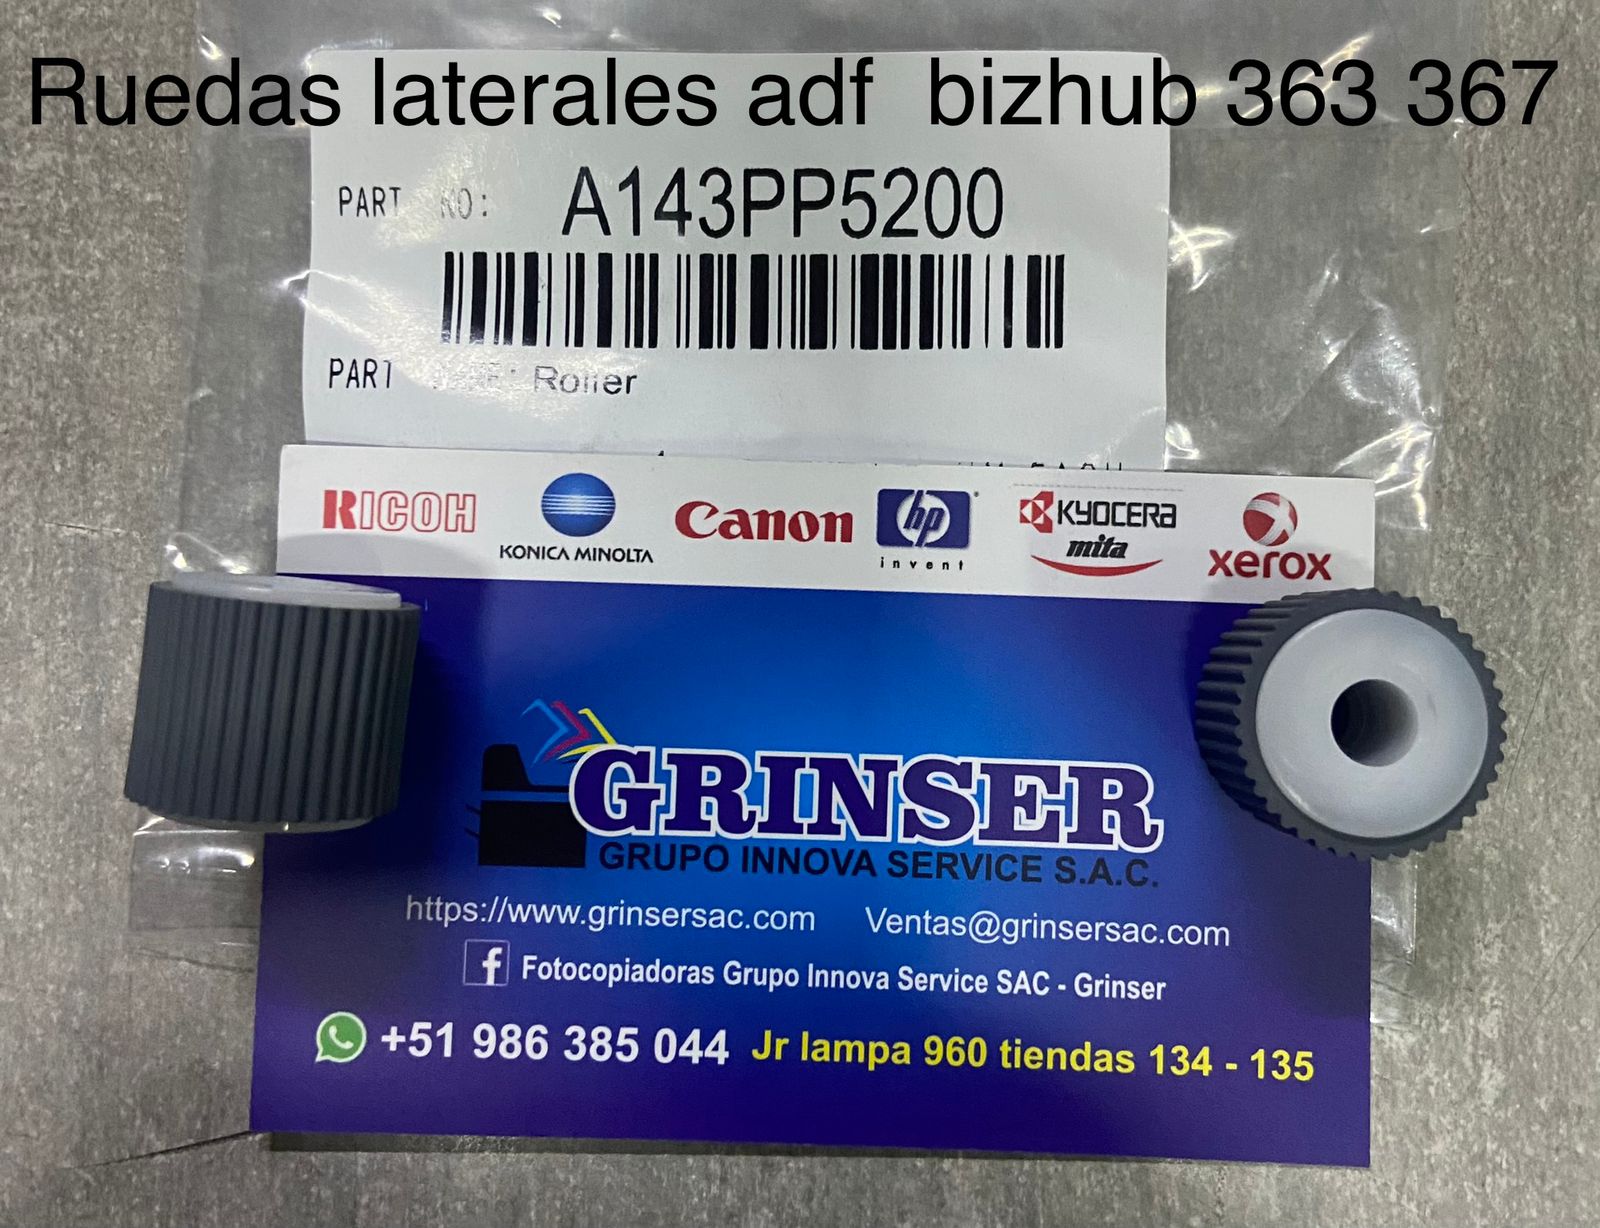 Ruedas laterales adf bizhub 363 367
PART NO: A143PP5200
PART Roller
RICOH
KONICA MINOLTA
Canon
hp
invent
KYOCERA
mita
xerox
GRINSER
GRUPO INNOVA SERVICE S.A.C.
https://www.grinsersac.com Ventas@grinsersac.com
f Fotocopiadoras Grupo Innova Service SAC - Grinser
+51 986 385 044 Jr lampa 960 tiendas 134 - 135